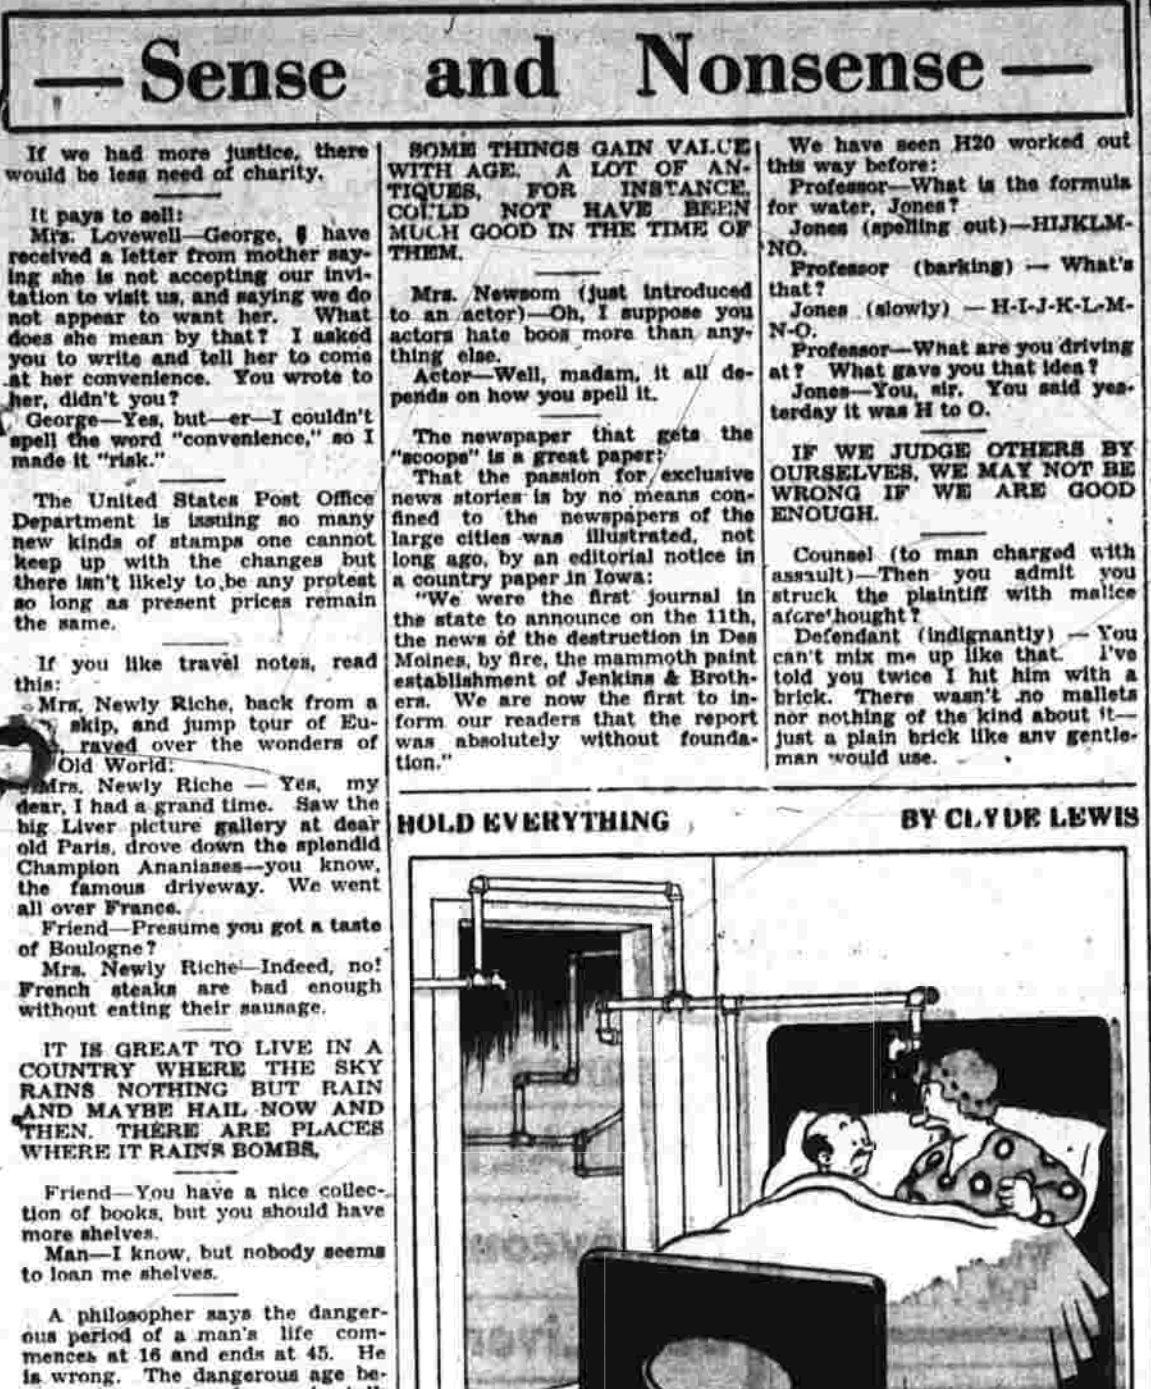 — Sense and Nonsense —
If we had more justice, there
would be less need of charity.
It pays to sell:
Mrs. Lovewell—George, I have
received a letter from mother say-
ing she is not accepting our invi-
tation to visit us, and saying we do
not appear to want her. What
does she mean by that? I asked
you to write and tell her to come
at her convenience. You wrote to
her, didn't you?
George—Yes, but—er—I couldn't
spell the word "convenience," so I
made it "risk."
The United States Post Office
Department is issuing so many
new kinds of stamps one cannot
keep up with the changes but
there isn't likely to be any protest
so long as present prices remain
the same.
If you like travel notes, read
this:
Mrs. Newly Riche, back from a
skip, and jump tour of Eu-
raved over the wonders of
Old World:
Mrs. Newly Riche — Yes, my
dear, I had a grand time. Saw the
big Liver picture gallery at dear
old Paris, drove down the splendid
Champion Ananiases—you know,
the famous driveway. We went
all over France.
Friend—Presume you got a taste
of Boulogne?
Mrs. Newly Riche—Indeed, no!
French steaks are bad enough
without eating their sausage.
IT IS GREAT TO LIVE IN A
COUNTRY WHERE THE SKY
RAINS NOTHING BUT RAIN
AND MAYBE HAIL NOW AND
THEN. THERE ARE PLACES
WHERE IT RAINS BOMBS.
Friend—You have a nice collec-
tion of books, but you should have
more shelves.
Man—I know, but nobody seems
to loan me shelves.
A philosopher says the danger-
ous period of a man's life com-
mences at 16 and ends at 45. He
is wrong. The dangerous age be-
SOME THINGS GAIN VALUE
WITH AGE. A LOT OF AN-
TIQUES, FOR INSTANCE,
COULD NOT HAVE BEEN
MUCH GOOD IN THE TIME OF
THEM.
Mrs. Newsom (just introduced
to an actor)—Oh, I suppose you
actors hate boos more than any-
thing else.
Actor—Well, madam, it all de-
pends on how you spell it.
The newspaper that gets the
"scoops" is a great paper:
That the passion for exclusive
news stories is by no means con-
fined to the newspapers of the
large cities was illustrated, not
long ago, by an editorial notice in
a country paper in Iowa:
"We were the first journal in
the state to announce on the 11th,
the news of the destruction in Des
Moines, by fire, the mammoth paint
establishment of Jenkins & Broth-
ers. We are now the first to in-
form our readers that the report
was absolutely without founda-
tion."
We have seen H20 worked out
this way before:
Professor—What is the formula
for water, Jones?
Jones (spelling out)—HIJKLM-
NO.
Professor (barking) — What's
that?
Jones (slowly) — H-I-J-K-L-M-
N-O.
Professor—What are you driving
at? What gave you that idea?
Jones—You, sir. You said yes-
terday it was H to O.
IF WE JUDGE OTHERS BY
OURSELVES, WE MAY NOT BE
WRONG IF WE ARE GOOD
ENOUGH.
Counsel (to man charged with
assault)—Then you admit you
struck the plaintiff with malice
aforethought?
Defendant (indignantly) — You
can't mix me up like that. I've
told you twice I hit him with a
brick. There wasn't no mallets
nor nothing of the kind about it—
just a plain brick like any gentle-
man would use.
HOLD EVERYTHING BY CLYDE LEWIS